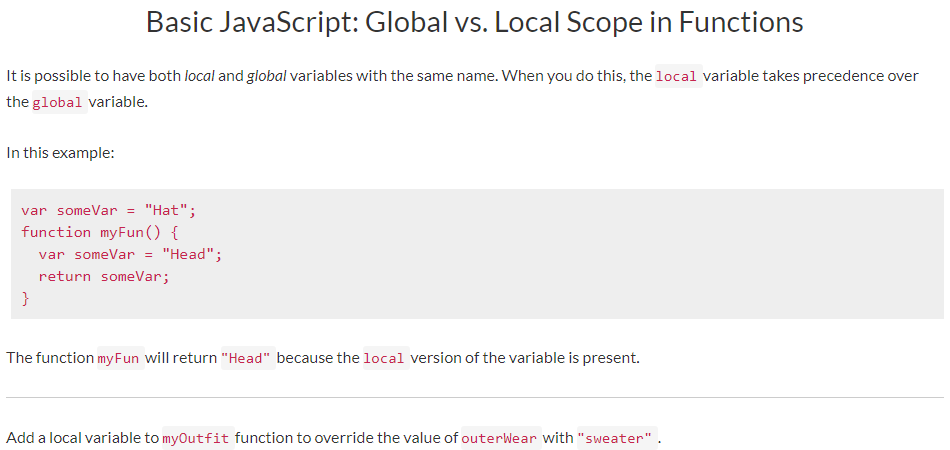 Basic JavaScript: Global vs. Local Scope in Functions
It is possible to have both local and global variables with the same name. When you do this, the local variable takes precedence over
the global variable.
In this example:
var someVar = "Hat";
function myFun() {
  var someVar = "Head";
  return someVar;
}
The function myFun will return "Head" because the local version of the variable is present.
Add a local variable to myOutfit function to override the value of outerWear with "sweater" .